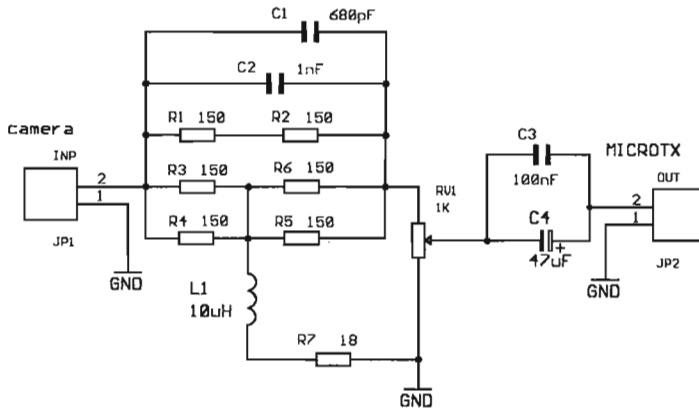 C1 680pF
C2 1nF
R1 150 R2 150
camera
C3
MICROTX
INP
R3 150 R6 150
RV1
1K
100nF
OUT
2
1
R4 150 R5 150
C4
2
1
JP1
+
47uF
JP2
GND
L1
10uH
GND
R7 18
GND